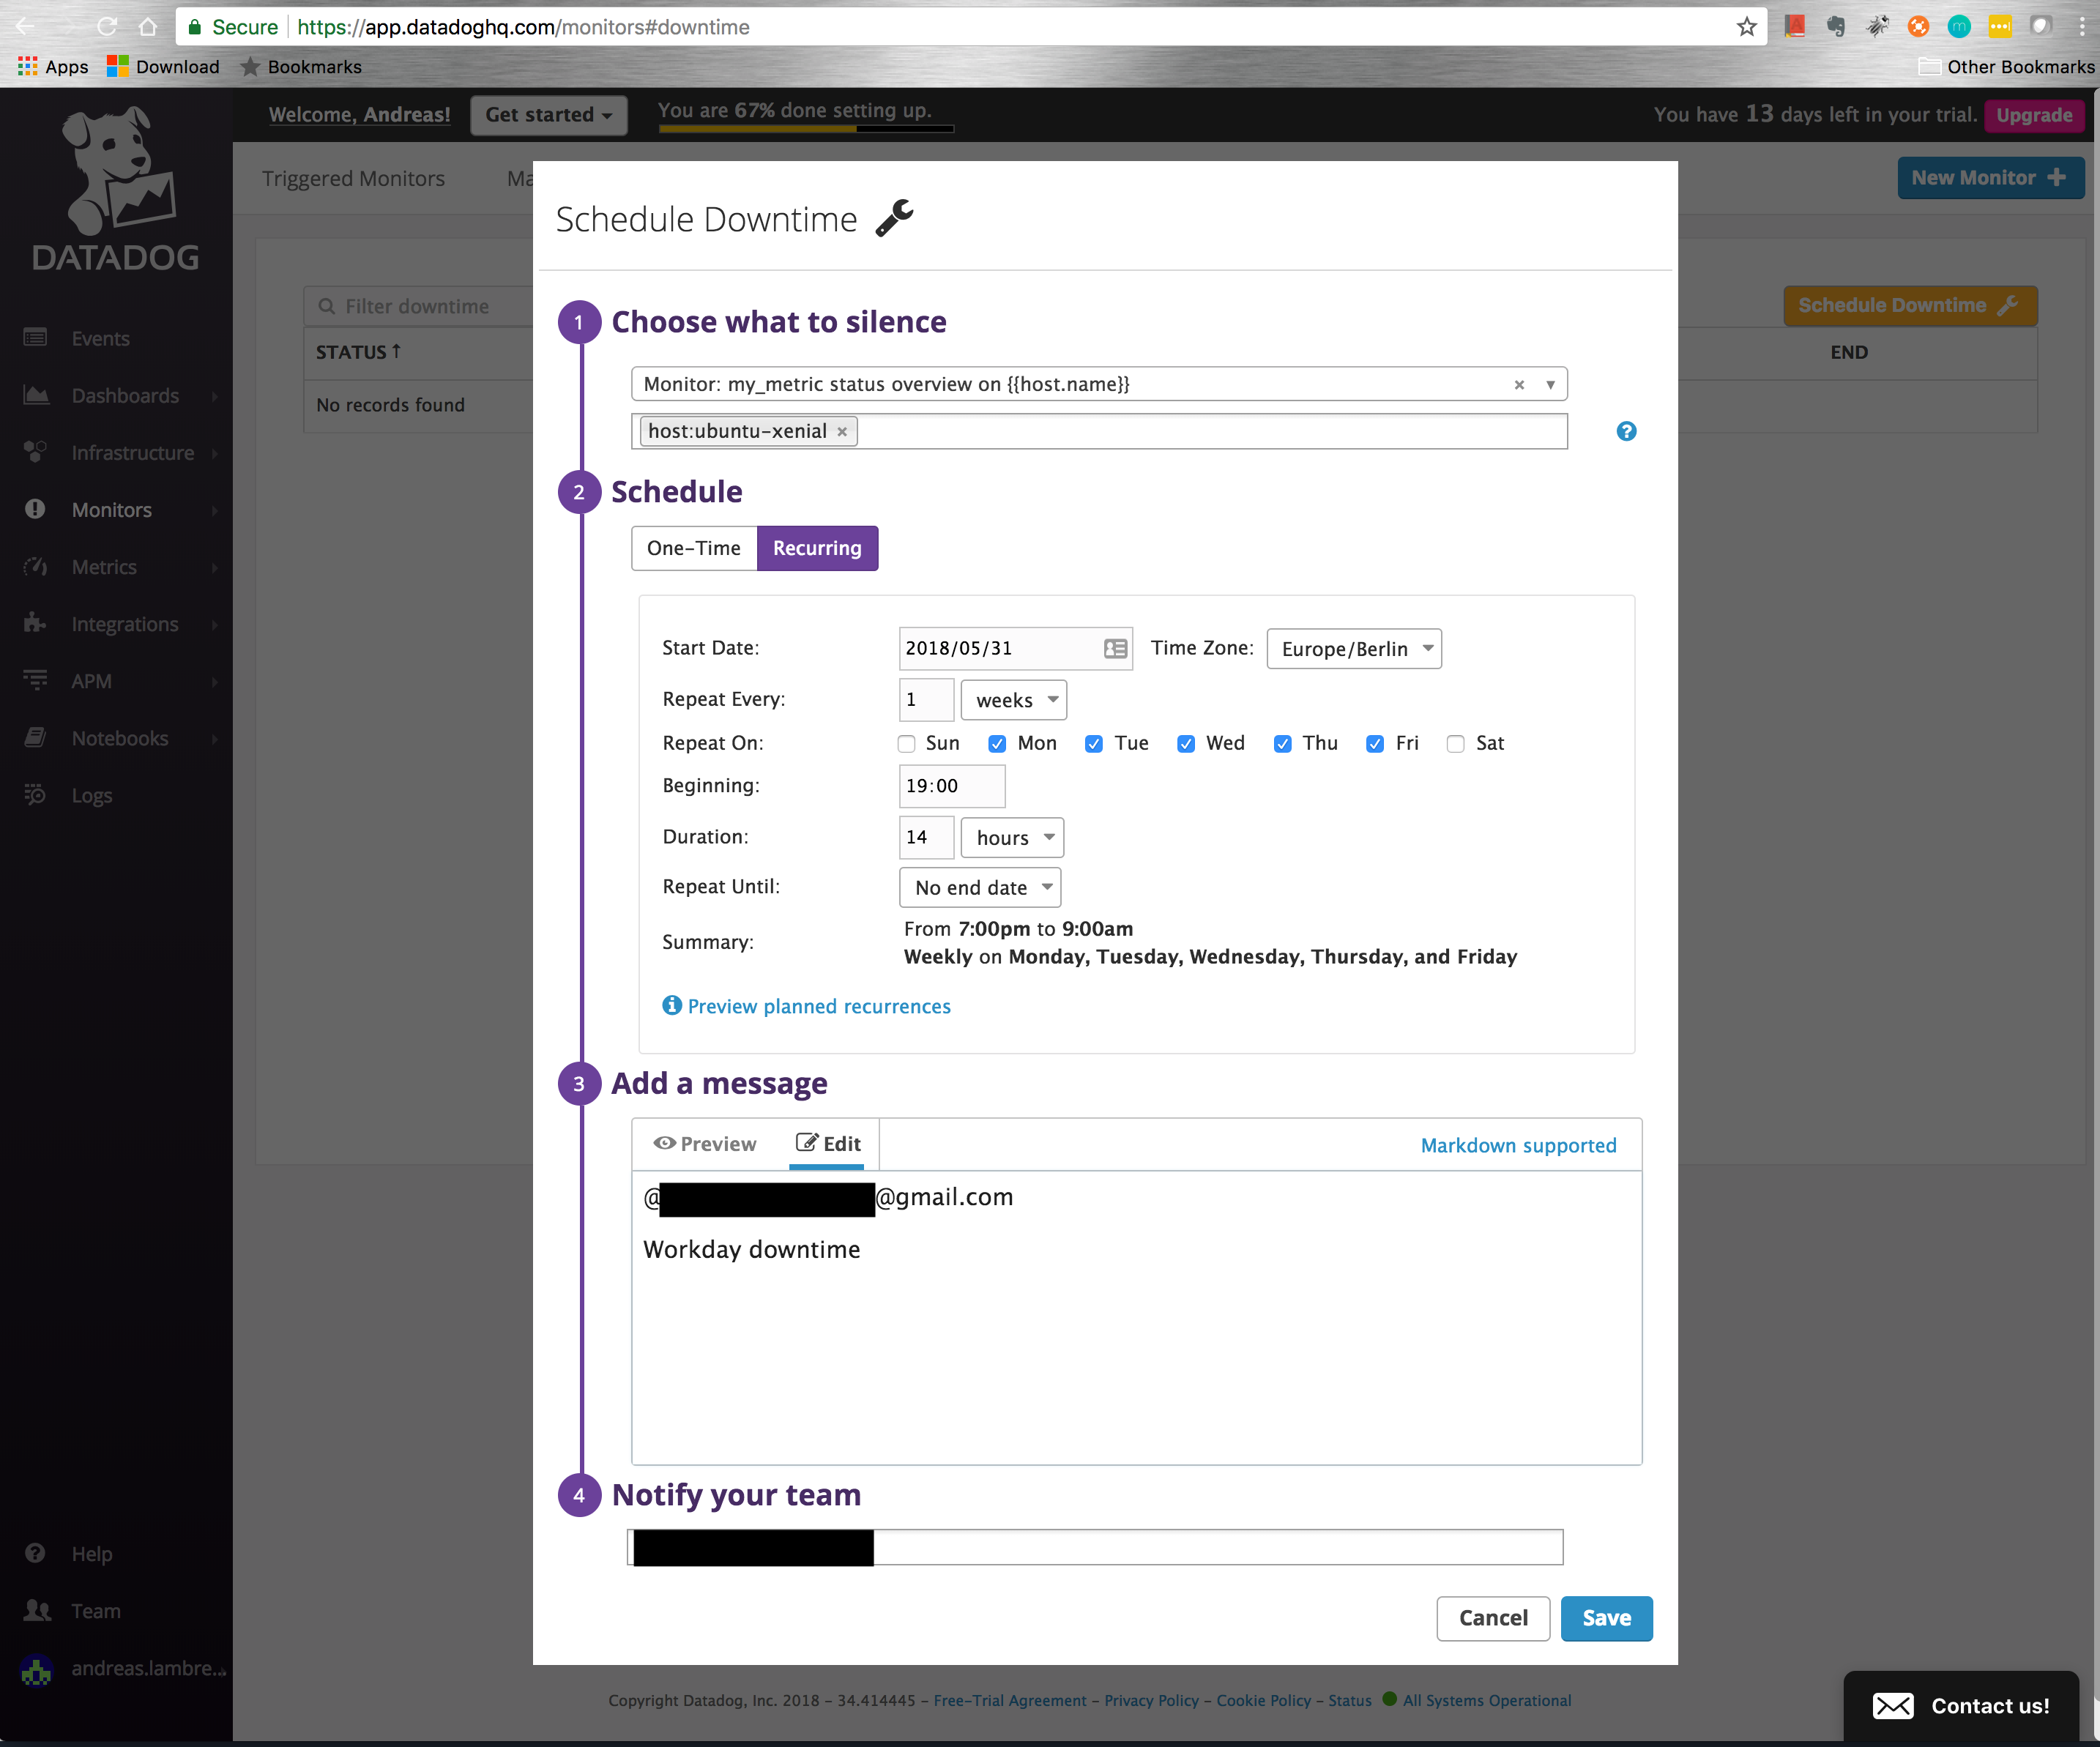 Secure https://app.datadoghq.com/monitors#downtime
Apps Download Bookmarks Other Bookmarks
Welcome, Andreas! Get started You are 67% done setting up. You have 13 days left in your trial. Upgrade
DATADOG
Triggered Monitors Ma New Monitor +
Schedule Downtime
Filter downtime Schedule Downtime
STATUS ↑ END
No records found
Events
Dashboards
Infrastructure
Monitors
Metrics
Integrations
APM
Notebooks
Logs
Help
Team
andreas.lambre...
1 Choose what to silence
Monitor: my_metric status overview on {{host.name}} × ▼
host:ubuntu-xenial × ?
2 Schedule
One-Time Recurring
Start Date: 2018/05/31 Time Zone: Europe/Berlin
Repeat Every: 1 weeks
Repeat On: Sun Mon Tue Wed Thu Fri Sat
Beginning: 19:00
Duration: 14 hours
Repeat Until: No end date
Summary: From 7:00pm to 9:00am
Weekly on Monday, Tuesday, Wednesday, Thursday, and Friday
Preview planned recurrences
3 Add a message
Preview Edit Markdown supported
@ @gmail.com
Workday downtime
4 Notify your team
Cancel Save
Copyright Datadog, Inc. 2018 - 34.414445 - Free-Trial Agreement - Privacy Policy - Cookie Policy - Status All Systems Operational
Contact us!